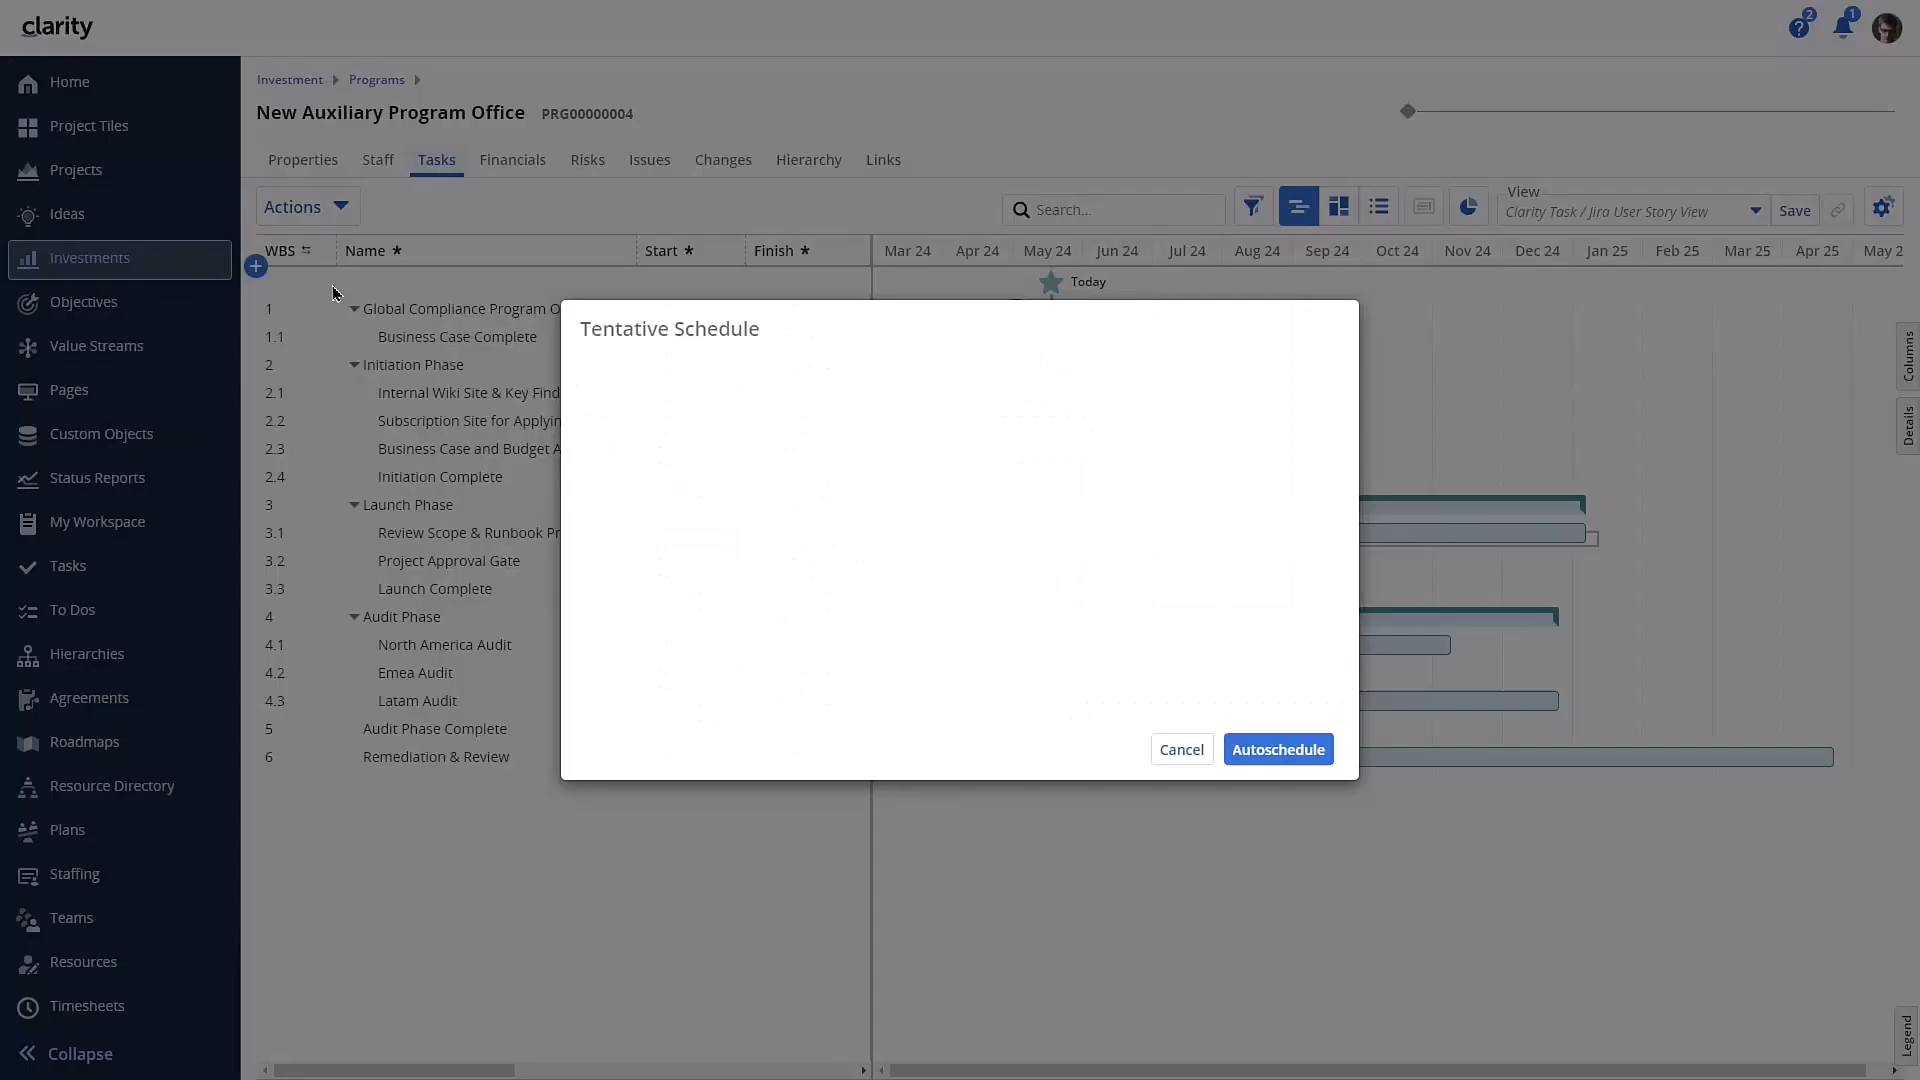 clarity
2
1
Home
Project Tiles
Projects
Ideas
Investments
Objectives
Value Streams
Pages
Custom Objects
Status Reports
My Workspace
Tasks
To Dos
Hierarchies
Agreements
Roadmaps
Resource Directory
Plans
Staffing
Teams
Resources
Timesheets
Collapse
Investment Programs
New Auxiliary Program Office PRG00000004
Properties Staff Tasks Financials Risks Issues Changes Hierarchy Links
Actions
Search...
View
Clarity Task / Jira User Story View
Save
WBS Name * Start * Finish *
Mar 24 Apr 24 May 24 Jun 24 Jul 24 Aug 24 Sep 24 Oct 24 Nov 24 Dec 24 Jan 25 Feb 25 Mar 25 Apr 25 May 2
Today
1 Global Compliance Program O
1.1 Business Case Complete
2 Initiation Phase
2.1 Internal Wiki Site & Key Find
2.2 Subscription Site for Applyin
2.3 Business Case and Budget A
2.4 Initiation Complete
3 Launch Phase
3.1 Review Scope & Runbook Pr
3.2 Project Approval Gate
3.3 Launch Complete
4 Audit Phase
4.1 North America Audit
4.2 Emea Audit
4.3 Latam Audit
5 Audit Phase Complete
6 Remediation & Review
Tentative Schedule
Cancel Autoschedule
Columns
Details
Legend